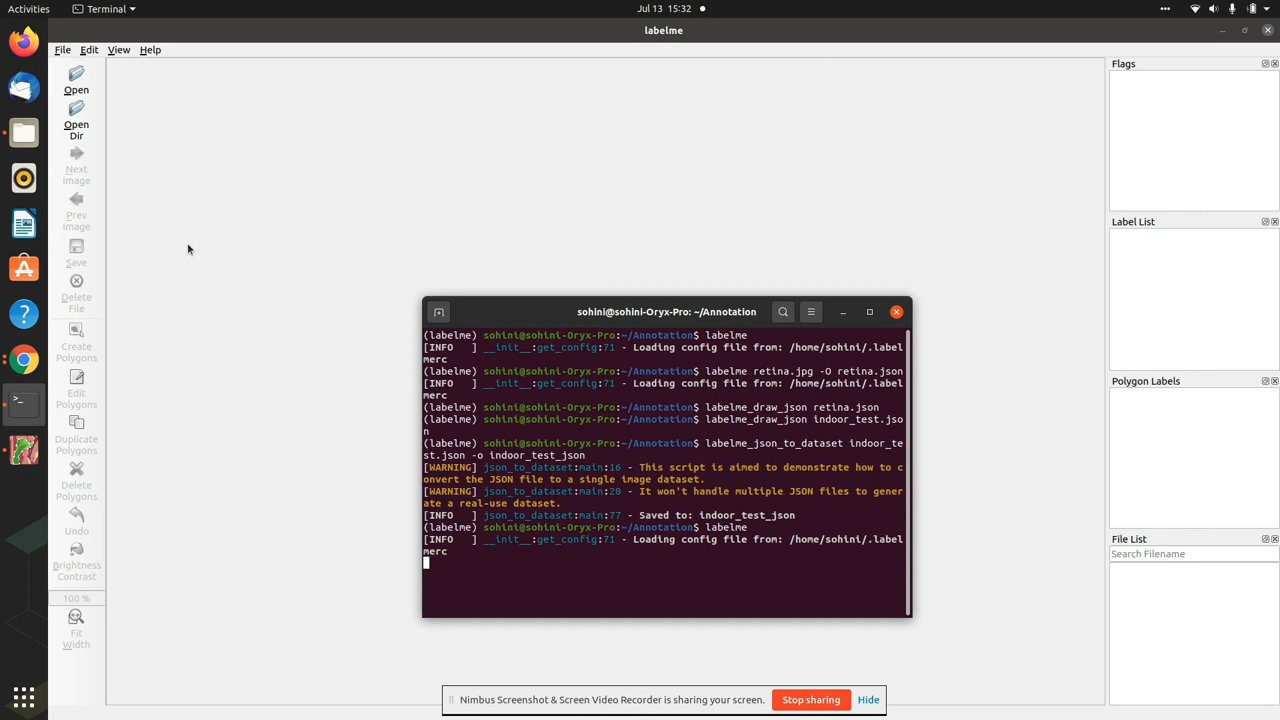 Activities
Terminal
Jul 13 15:32
labelme
File Edit View Help
Open
Open
Dir
Next
Image
Prev
Image
Save
Delete
File
Create
Polygons
Edit
Polygons
Duplicate
Polygons
Delete
Polygons
Undo
Brightness
Contrast
100 %
Fit
Width
sohini@sohini-Oryx-Pro: ~/Annotation
(labelme) sohini@sohini-Oryx-Pro:~/Annotation$ labelme
[INFO   ] __init__:get_config:71 - Loading config file from: /home/sohini/.label
merc
(labelme) sohini@sohini-Oryx-Pro:~/Annotation$ labelme retina.jpg -O retina.json
[INFO   ] __init__:get_config:71 - Loading config file from: /home/sohini/.label
merc
(labelme) sohini@sohini-Oryx-Pro:~/Annotation$ labelme_draw_json retina.json
(labelme) sohini@sohini-Oryx-Pro:~/Annotation$ labelme_draw_json indoor_test.jso
n
(labelme) sohini@sohini-Oryx-Pro:~/Annotation$ labelme_json_to_dataset indoor_te
st.json -o indoor_test_json
[WARNING] json_to_dataset:main:16 - This script is aimed to demonstrate how to c
onvert the JSON file to a single image dataset.
[WARNING] json_to_dataset:main:20 - It won't handle multiple JSON files to gener
ate a real-use dataset.
[INFO   ] json_to_dataset:main:77 - Saved to: indoor_test_json
(labelme) sohini@sohini-Oryx-Pro:~/Annotation$ labelme
[INFO   ] __init__:get_config:71 - Loading config file from: /home/sohini/.label
merc
Flags
Label List
Polygon Labels
File List
Search Filename
Nimbus Screenshot & Screen Video Recorder is sharing your screen.
Stop sharing
Hide